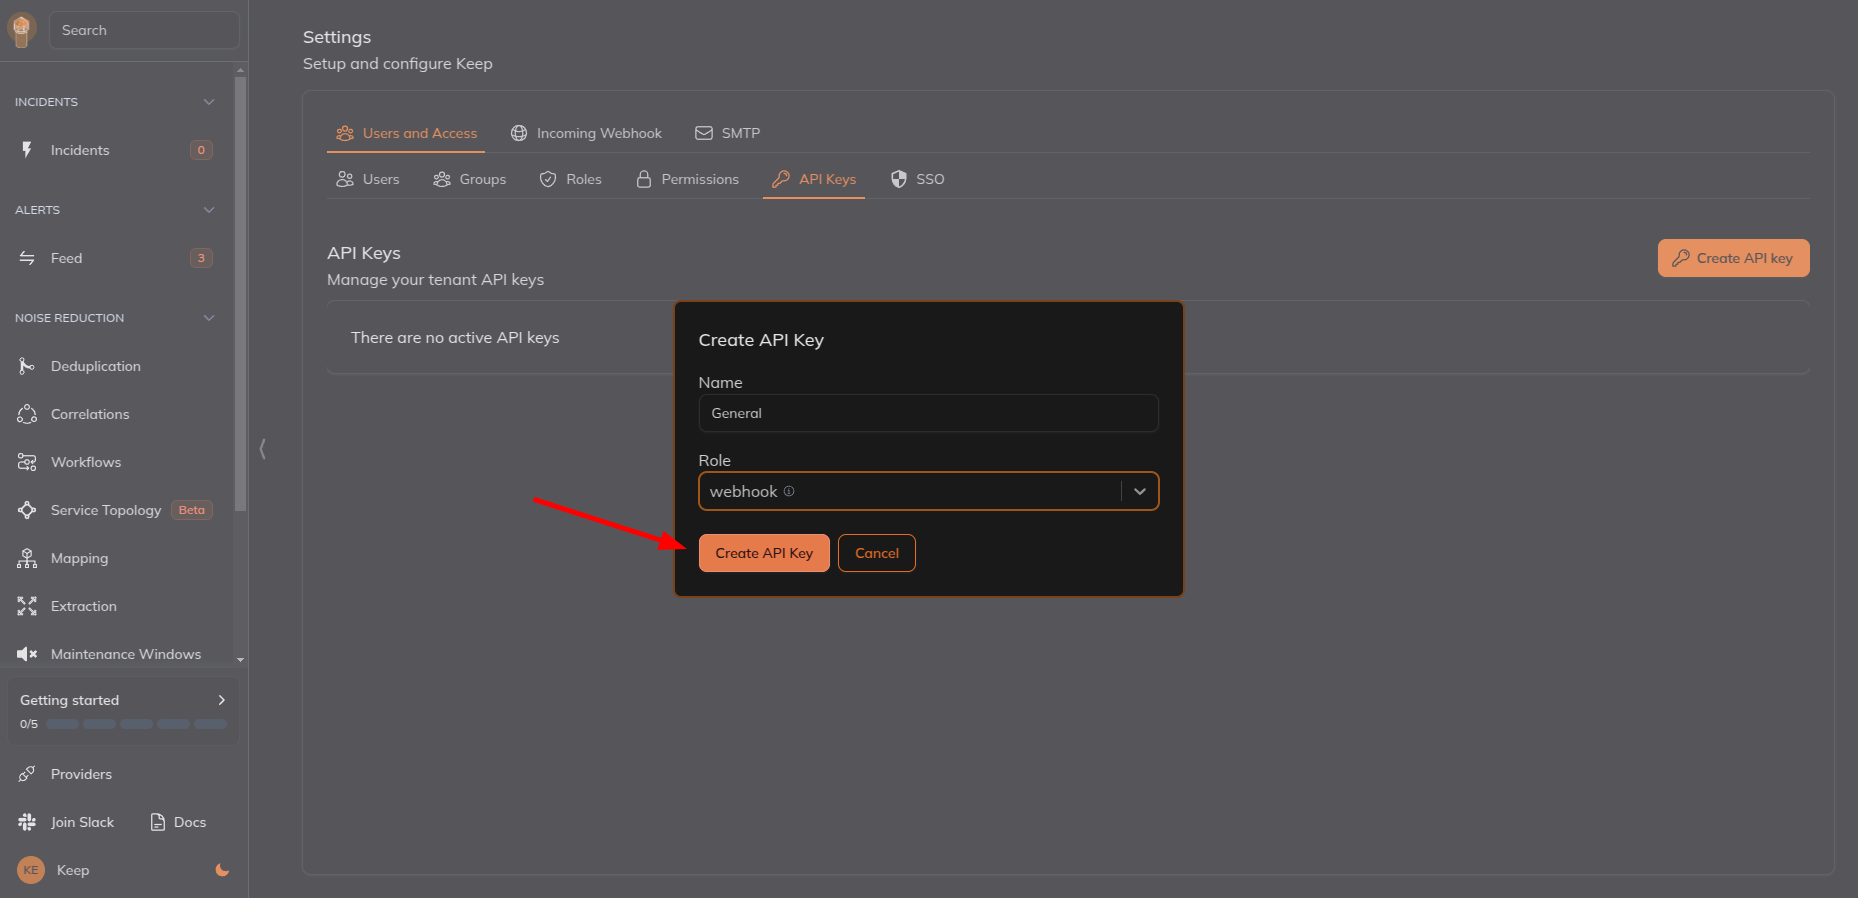 Search
INCIDENTS
Incidents 0
ALERTS
Feed 3
NOISE REDUCTION
Deduplication
Correlations
Workflows
Service Topology Beta
Mapping
Extraction
Maintenance Windows
Getting started
0/5
Providers
Join Slack Docs
KE Keep
Settings
Setup and configure Keep
Users and Access Incoming Webhook SMTP
Users Groups Roles Permissions API Keys SSO
API Keys
Manage your tenant API keys
Create API key
There are no active API keys
Create API Key
Name
General
Role
webhook
Create API Key Cancel